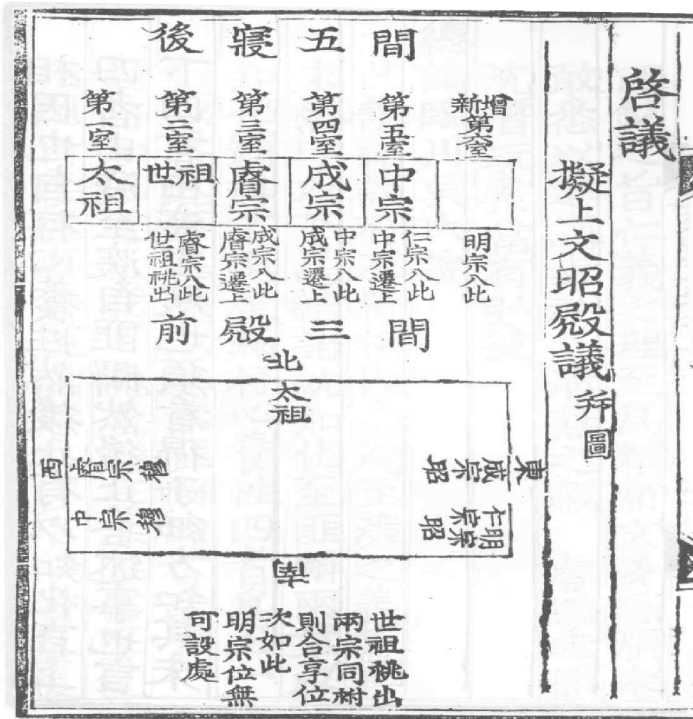 啓議
擬上文昭殿議 幷圖
後寢五間
增新第六室
第五室
第四室
第三室
第二室
第一室
中宗
成宗
睿宗
世祖
太祖
明宗入此
仁宗入此
中宗遷上
中宗入此
成宗遷上
成宗入此
睿宗遷上
睿宗入此
世祖祧出
前殿三間
北
太祖
東
成宗昭
仁宗明宗昭
西
睿宗穆
中宗穆
南
世祖祧出
兩宗同祔
則合享位
次如此
明宗位無
可設處